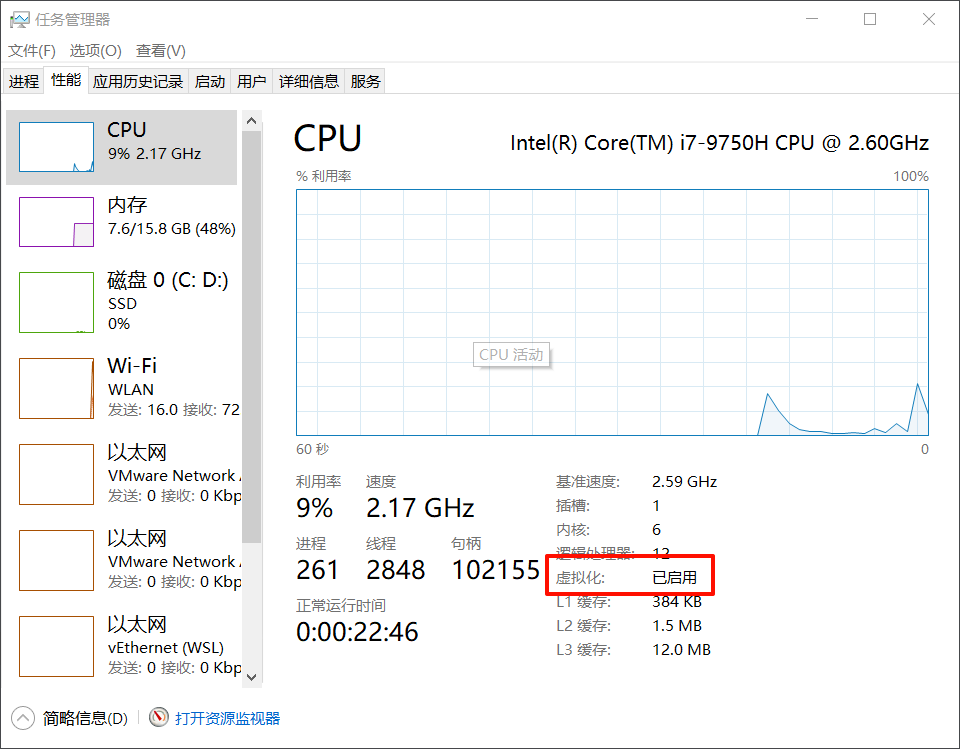 任务管理器
文件(F) 选项(O) 查看(V)
进程 性能 应用历史记录 启动 用户 详细信息 服务
CPU
9% 2.17 GHz
内存
7.6/15.8 GB (48%)
磁盘 0 (C: D:)
SSD
0%
Wi-Fi
WLAN
发送: 16.0 接收: 72
以太网
VMware Network
发送: 0 接收: 0 Kbp
以太网
VMware Network
发送: 0 接收: 0 Kbp
以太网
vEthernet (WSL)
发送: 0 接收: 0 Kbp
CPU
Intel(R) Core(TM) i7-9750H CPU @ 2.60GHz
% 利用率 100%
CPU 活动
60 秒 0
利用率 速度
9% 2.17 GHz
进程 线程 句柄
261 2848 102155
正常运行时间
0:00:22:46
基准速度: 2.59 GHz
插槽: 1
内核: 6
逻辑处理器: 12
虚拟化: 已启用
L1 缓存: 384 KB
L2 缓存: 1.5 MB
L3 缓存: 12.0 MB
简略信息(D) 打开资源监视器